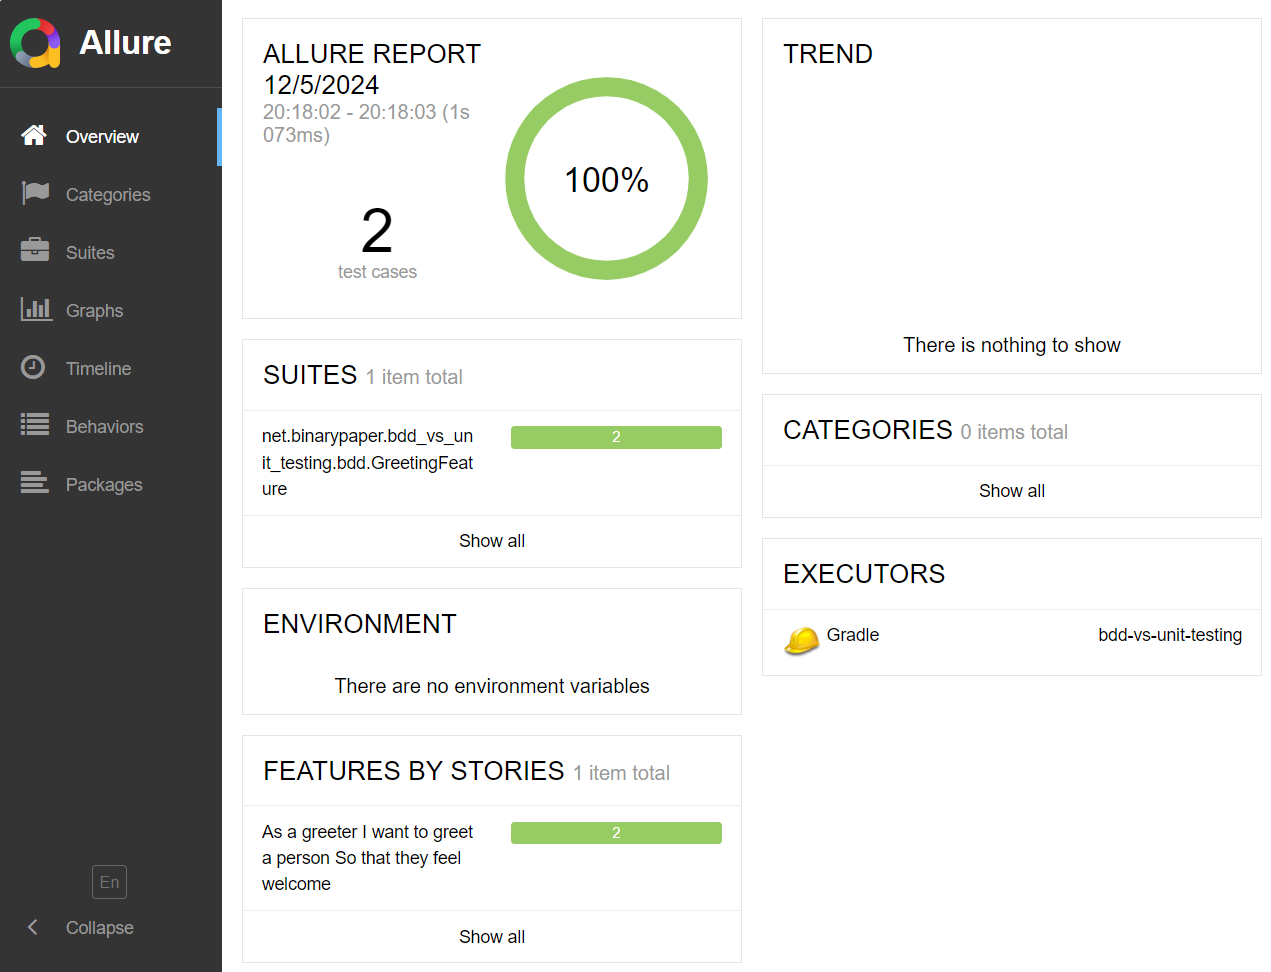 Allure
Overview
Categories
Suites
Graphs
Timeline
Behaviors
Packages
En
Collapse
ALLURE REPORT
12/5/2024
20:18:02 - 20:18:03 (1s
073ms)
2
test cases
100%
SUITES 1 item total
net.binarypaper.bdd_vs_un
it_testing.bdd.GreetingFeat
ure
2
Show all
ENVIRONMENT
There are no environment variables
FEATURES BY STORIES 1 item total
As a greeter I want to greet
a person So that they feel
welcome
2
Show all
TREND
There is nothing to show
CATEGORIES 0 items total
Show all
EXECUTORS
Gradle
bdd-vs-unit-testing